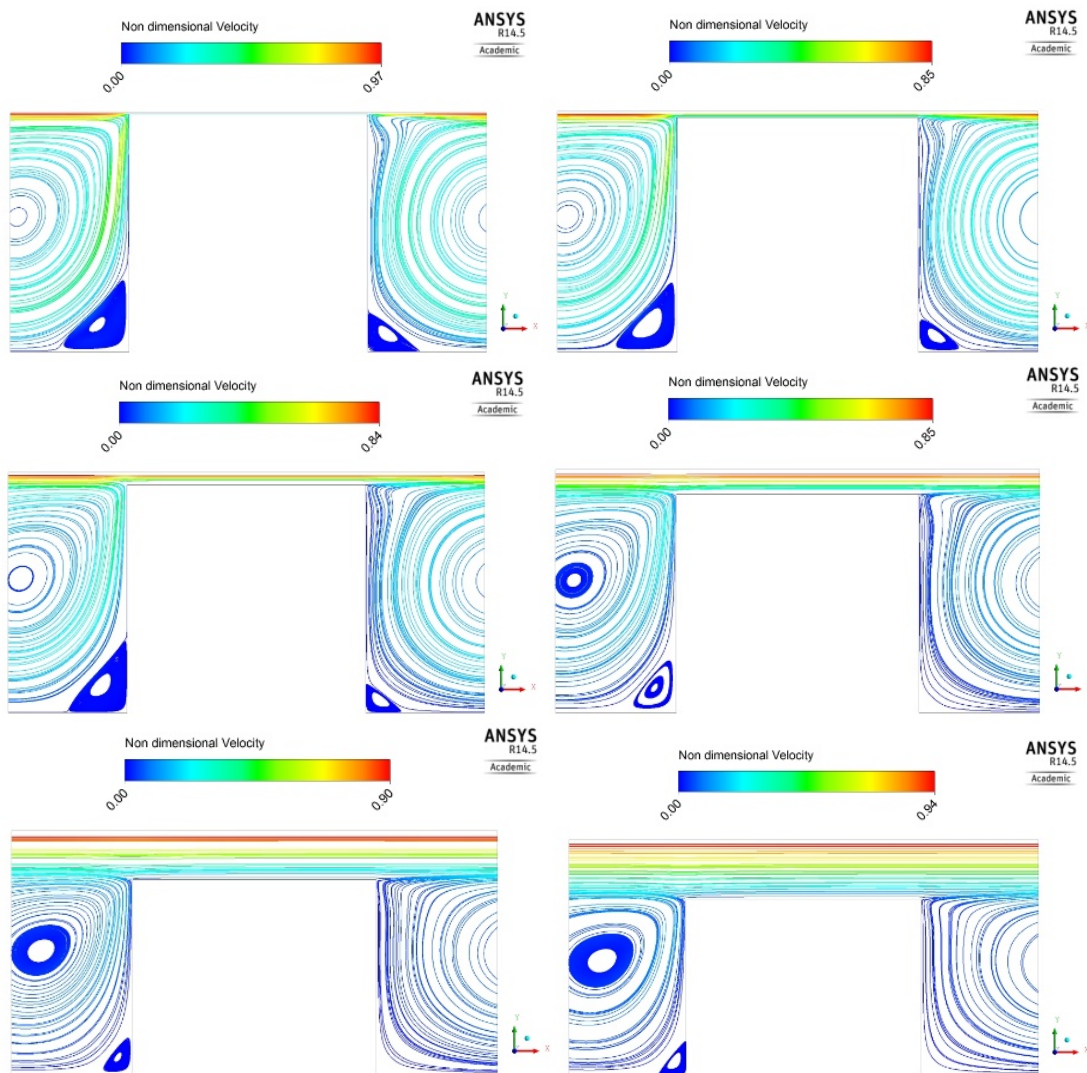 Non dimensional Velocity
ANSYS
R14.5
Academic
0.00
0.97
Y
X
Non dimensional Velocity
ANSYS
R14.5
Academic
0.00
0.85
Y
Non dimensional Velocity
ANSYS
R14.5
Academic
0.00
0.84
Y
X
Non dimensional Velocity
ANSYS
R14.5
Academic
0.00
0.85
Y
Non dimensional Velocity
ANSYS
R14.5
Academic
0.00
0.90
Y
X
Non dimensional Velocity
ANSYS
R14.5
Academic
0.00
0.94
Y